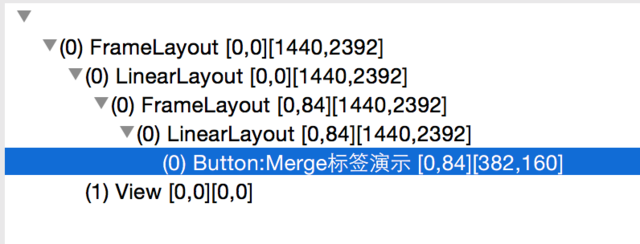 (0) FrameLayout [0,0][1440,2392]
(0) LinearLayout [0,0][1440,2392]
(0) FrameLayout [0,84][1440,2392]
(0) LinearLayout [0,84][1440,2392]
(0) Button:Merge标签演示 [0,84][382,160]
(1) View [0,0][0,0]